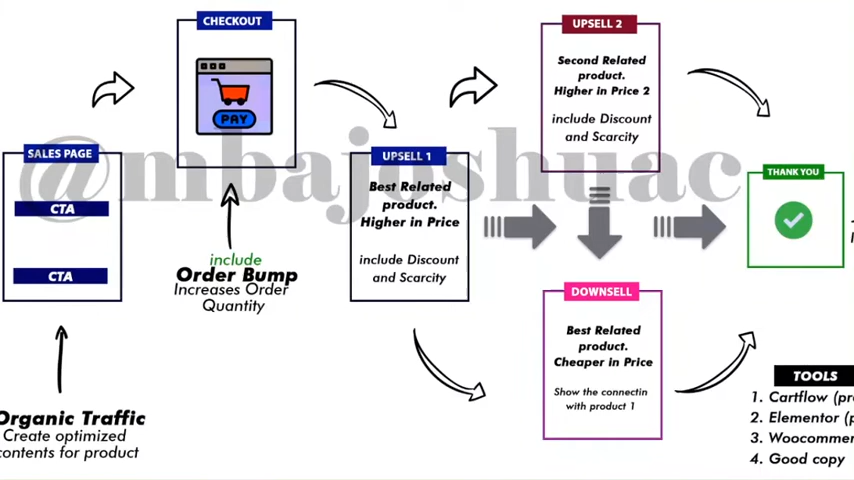 CHECKOUT
PAY
SALES PAGE
CTA
CTA
Organic Traffic
Create optimized
contents for product
include
Order Bump
Increases Order
Quantity
UPSELL 1
Best Related
product.
Higher in Price
include Discount
and Scarcity
UPSELL 2
Second Related
product.
Higher in Price 2
include Discount
and Scarcity
DOWNSELL
Best Related
product.
Cheaper in Price
Show the connectin
with product 1
THANK YOU
TOOLS
1. Cartflow
2. Elementor
3. Woocommer
4. Good copy
@mbajoshuac